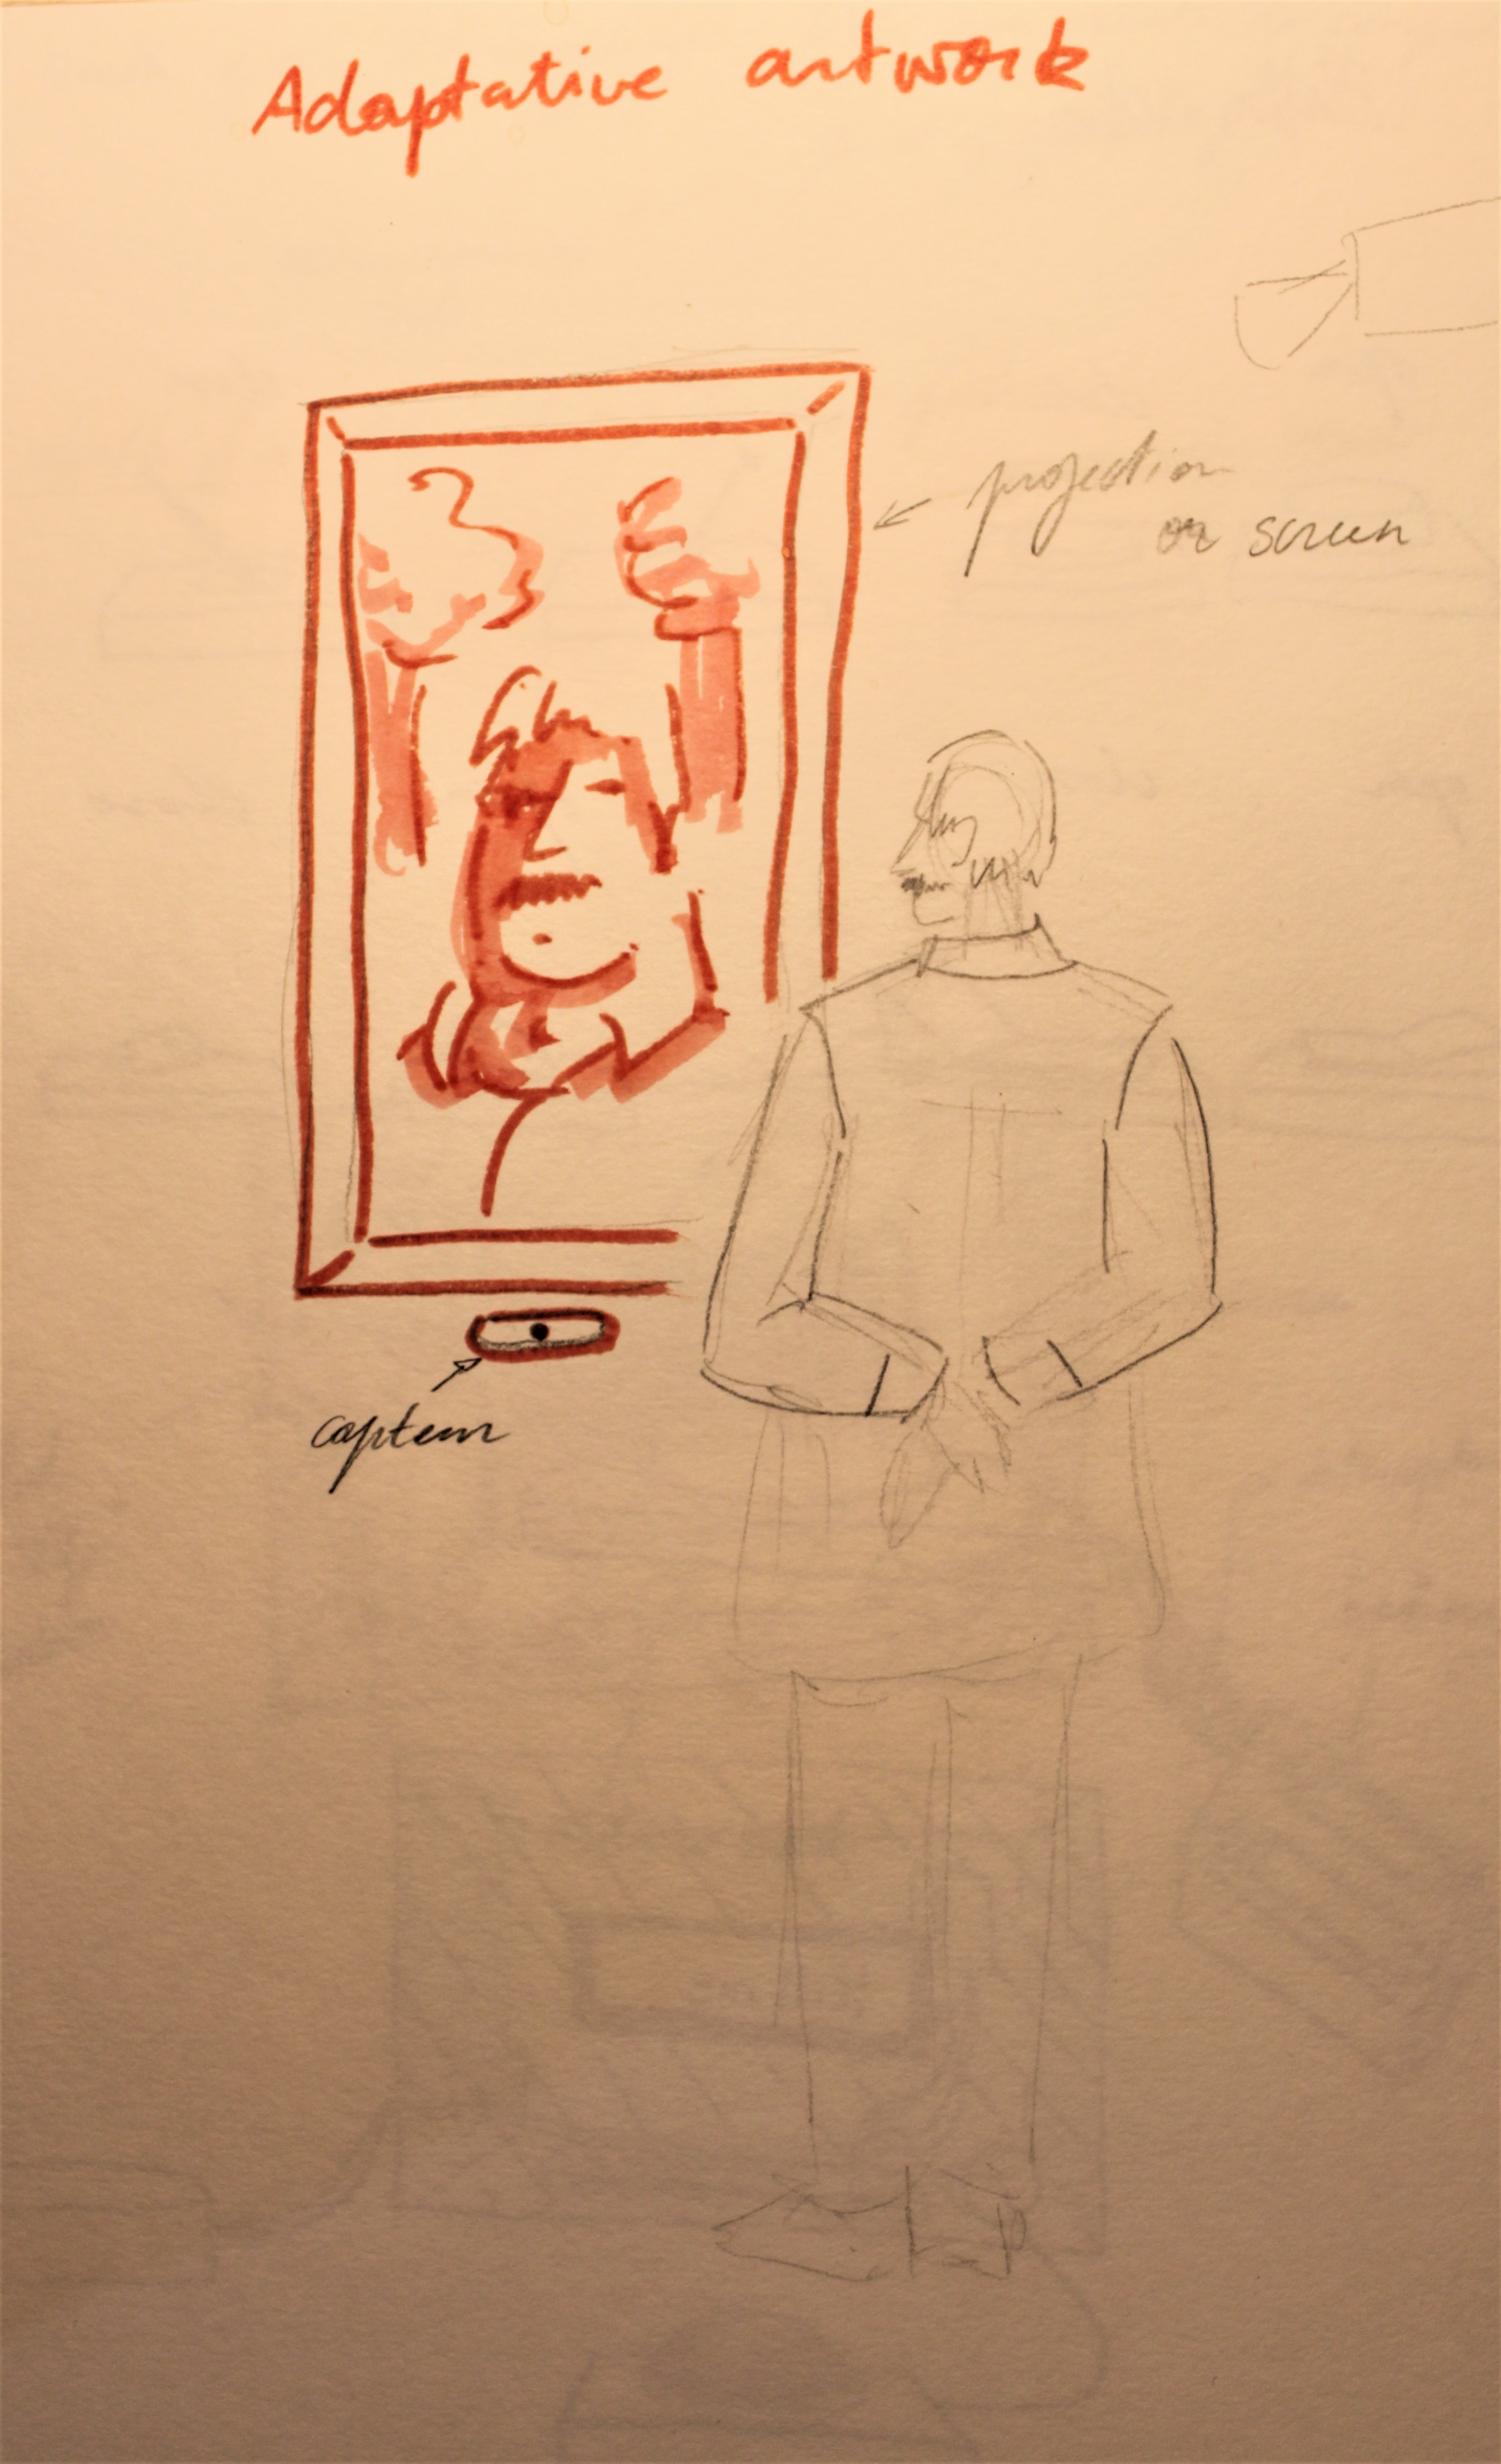 Adaptative artwork
projection
or screen
capteur